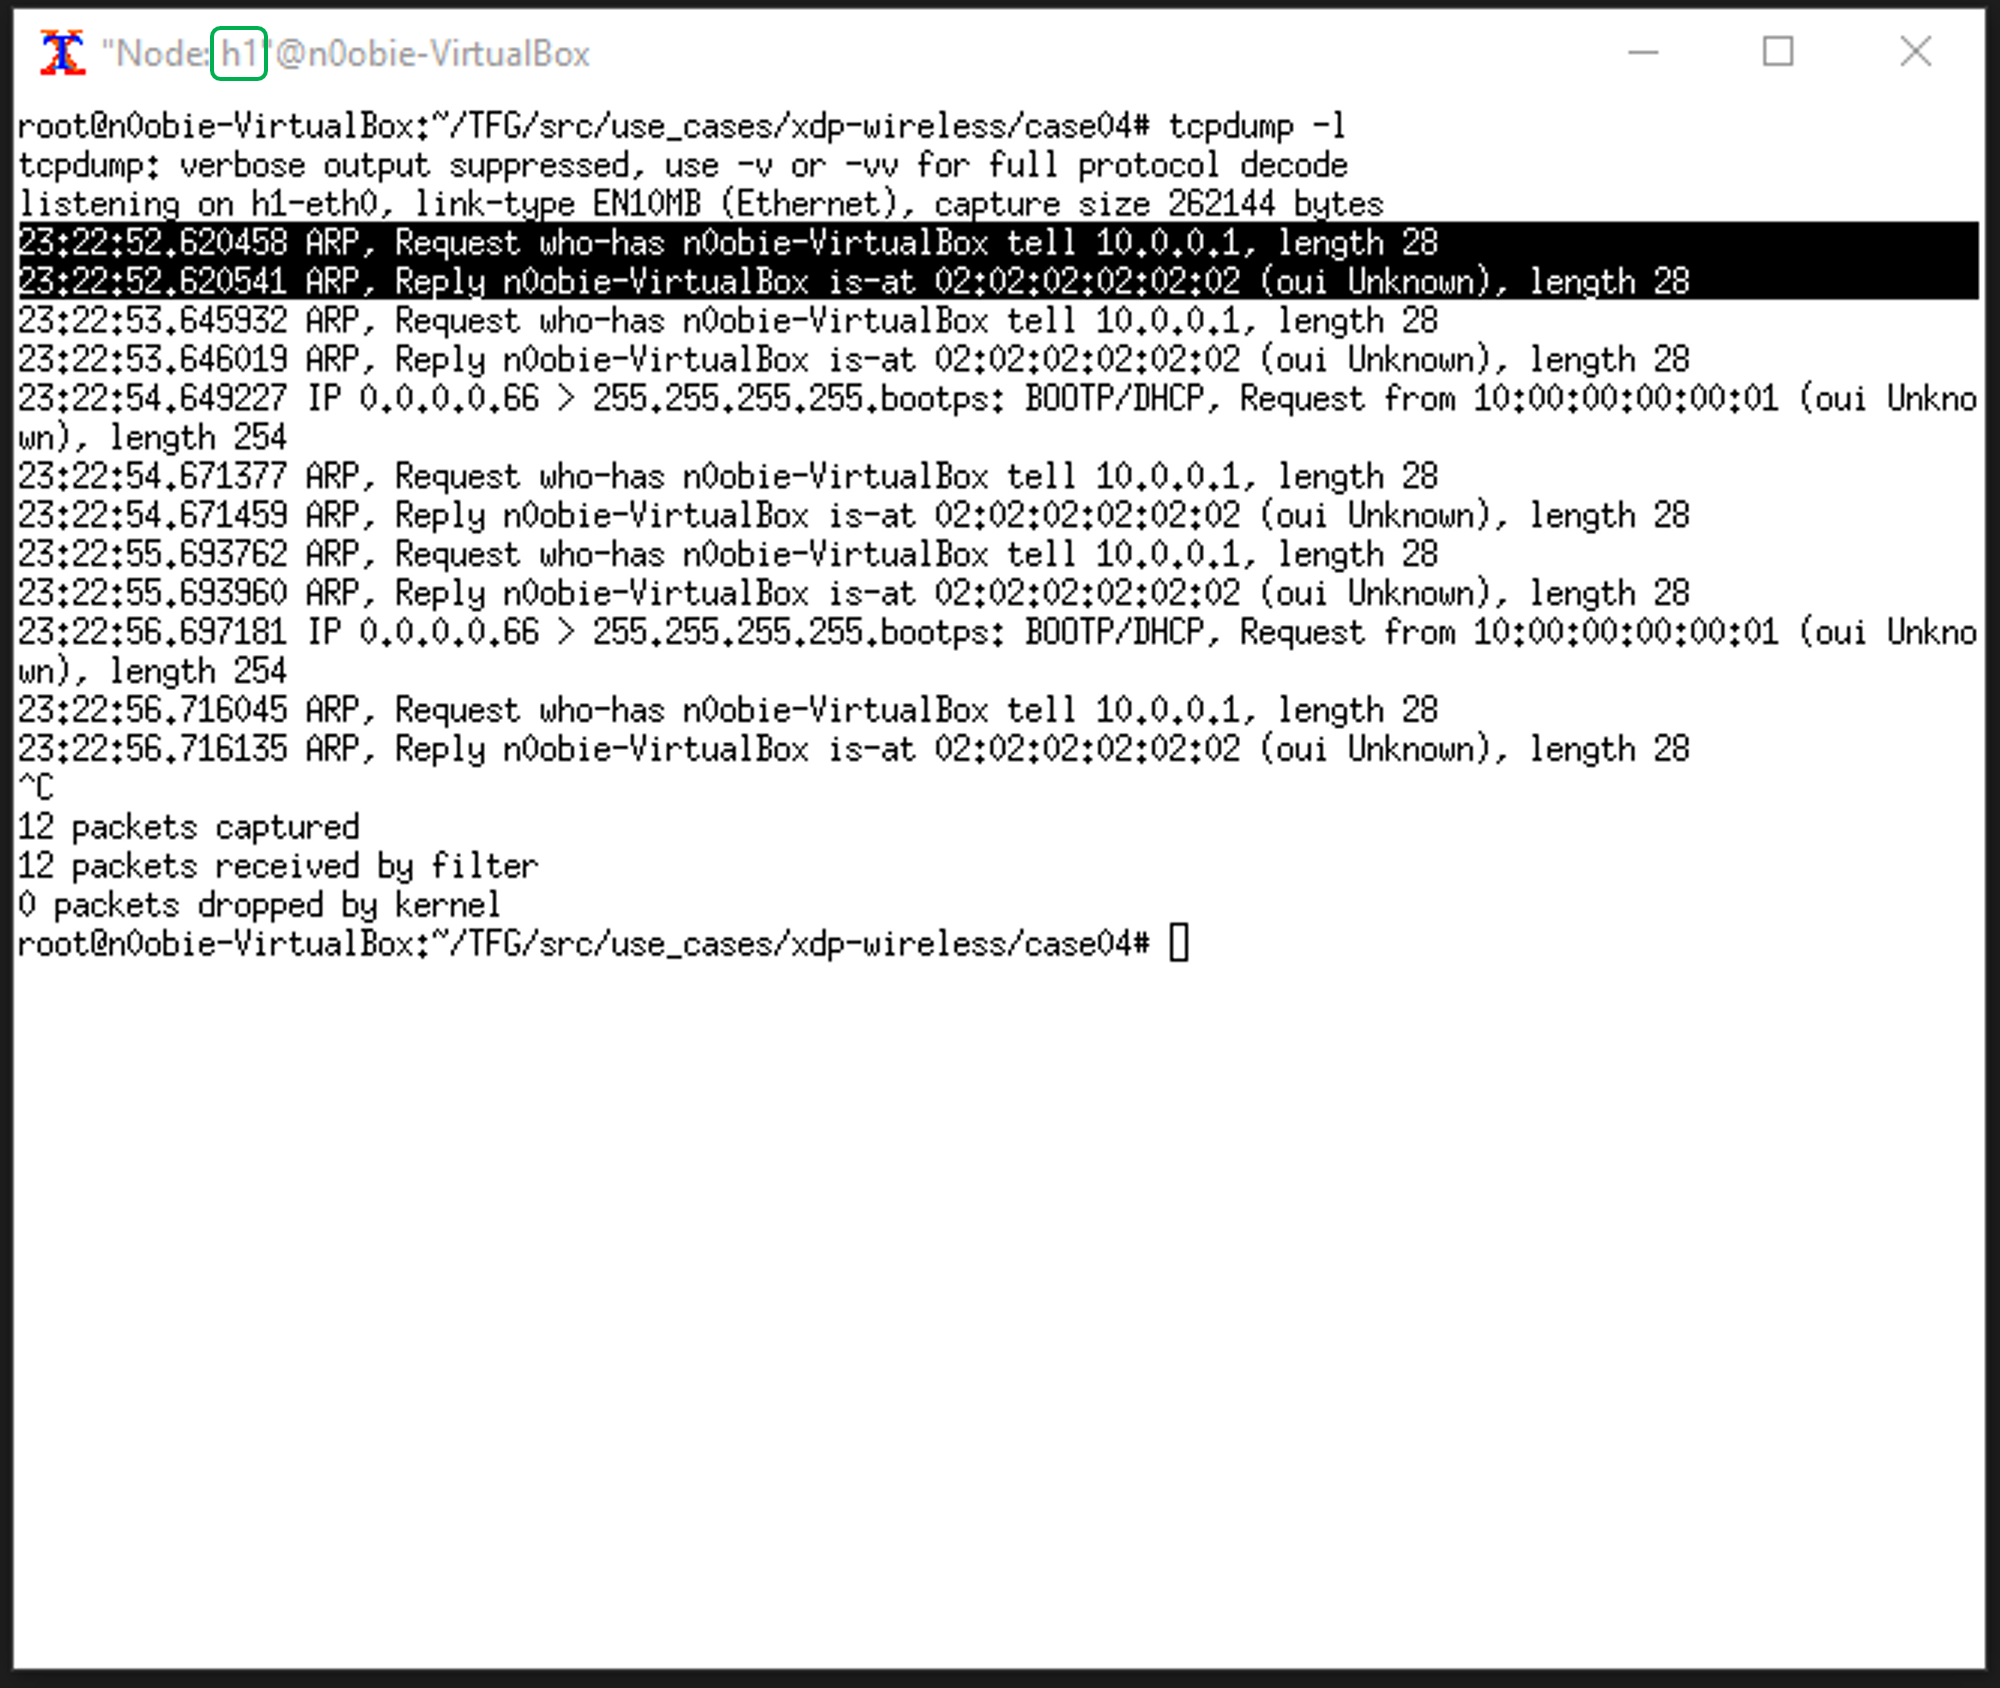 "Node: h1"@n0obie-VirtualBox
root@n0obie-VirtualBox:~/TFG/src/use_cases/xdp-wireless/case04# tcpdump -l
tcpdump: verbose output suppressed, use -v or -vv for full protocol decode
listening on h1-eth0, link-type EN10MB (Ethernet), capture size 262144 bytes
23:22:52.620458 ARP, Request who-has n0obie-VirtualBox tell 10.0.0.1, length 28
23:22:52.620541 ARP, Reply n0obie-VirtualBox is-at 02:02:02:02:02:02 (oui Unknown), length 28
23:22:53.645932 ARP, Request who-has n0obie-VirtualBox tell 10.0.0.1, length 28
23:22:53.646019 ARP, Reply n0obie-VirtualBox is-at 02:02:02:02:02:02 (oui Unknown), length 28
23:22:54.649227 IP 0.0.0.0.66 > 255.255.255.255.bootps: BOOTP/DHCP, Request from 10:00:00:00:00:01 (oui Unkno
wn), length 254
23:22:54.671377 ARP, Request who-has n0obie-VirtualBox tell 10.0.0.1, length 28
23:22:54.671459 ARP, Reply n0obie-VirtualBox is-at 02:02:02:02:02:02 (oui Unknown), length 28
23:22:55.693762 ARP, Request who-has n0obie-VirtualBox tell 10.0.0.1, length 28
23:22:55.693960 ARP, Reply n0obie-VirtualBox is-at 02:02:02:02:02:02 (oui Unknown), length 28
23:22:56.697181 IP 0.0.0.0.66 > 255.255.255.255.bootps: BOOTP/DHCP, Request from 10:00:00:00:00:01 (oui Unkno
wn), length 254
23:22:56.716045 ARP, Request who-has n0obie-VirtualBox tell 10.0.0.1, length 28
23:22:56.716135 ARP, Reply n0obie-VirtualBox is-at 02:02:02:02:02:02 (oui Unknown), length 28
^C
12 packets captured
12 packets received by filter
0 packets dropped by kernel
root@n0obie-VirtualBox:~/TFG/src/use_cases/xdp-wireless/case04#